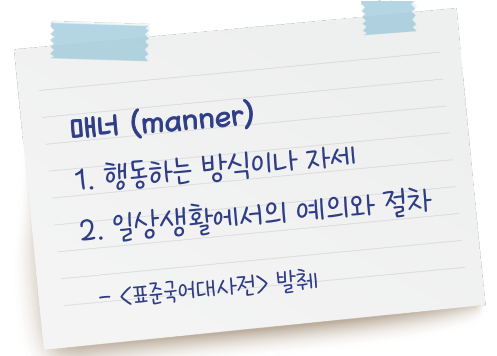 매너 (manner)
1. 행동하는 방식이나 자세
2. 일상생활에서의 예의와 절차
- <표준국어대사전> 발췌